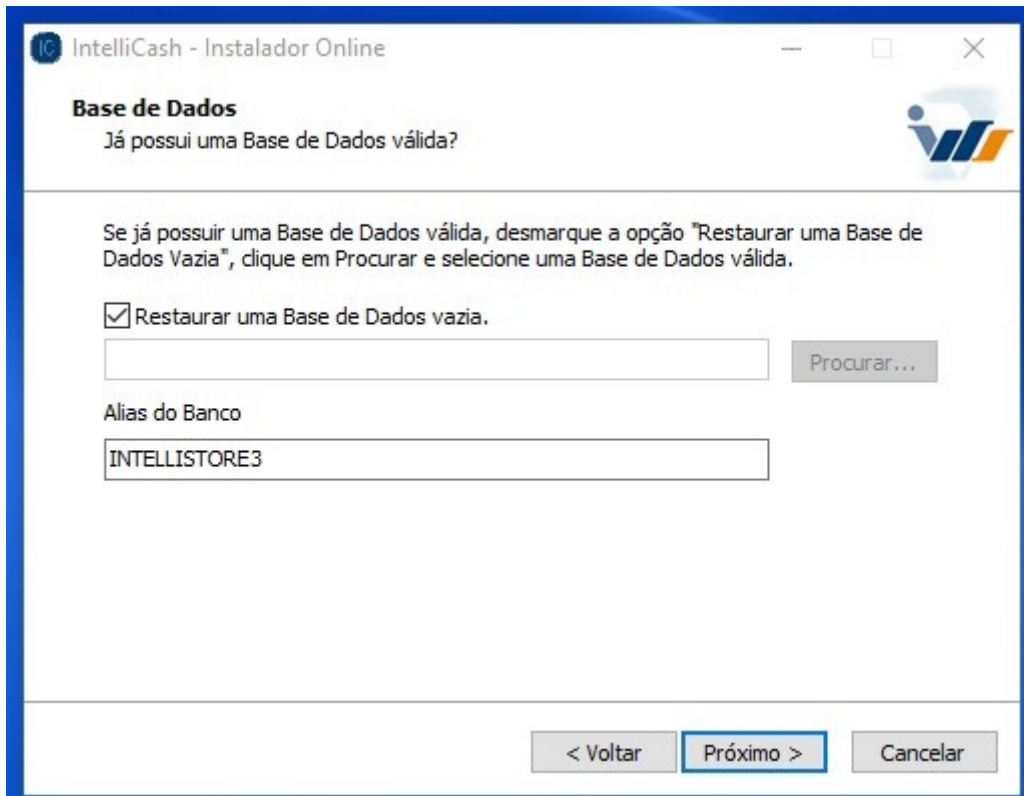 IC IntelliCash - Instalador Online
Base de Dados
Já possui uma Base de Dados válida?
Se já possuir uma Base de Dados válida, desmarque a opção "Restaurar uma Base de
Dados Vazia", clique em Procurar e selecione uma Base de Dados válida.
Restaurar uma Base de Dados vazia.
Procurar...
Alias do Banco
INTELLISTORE3
< Voltar
Próximo >
Cancelar